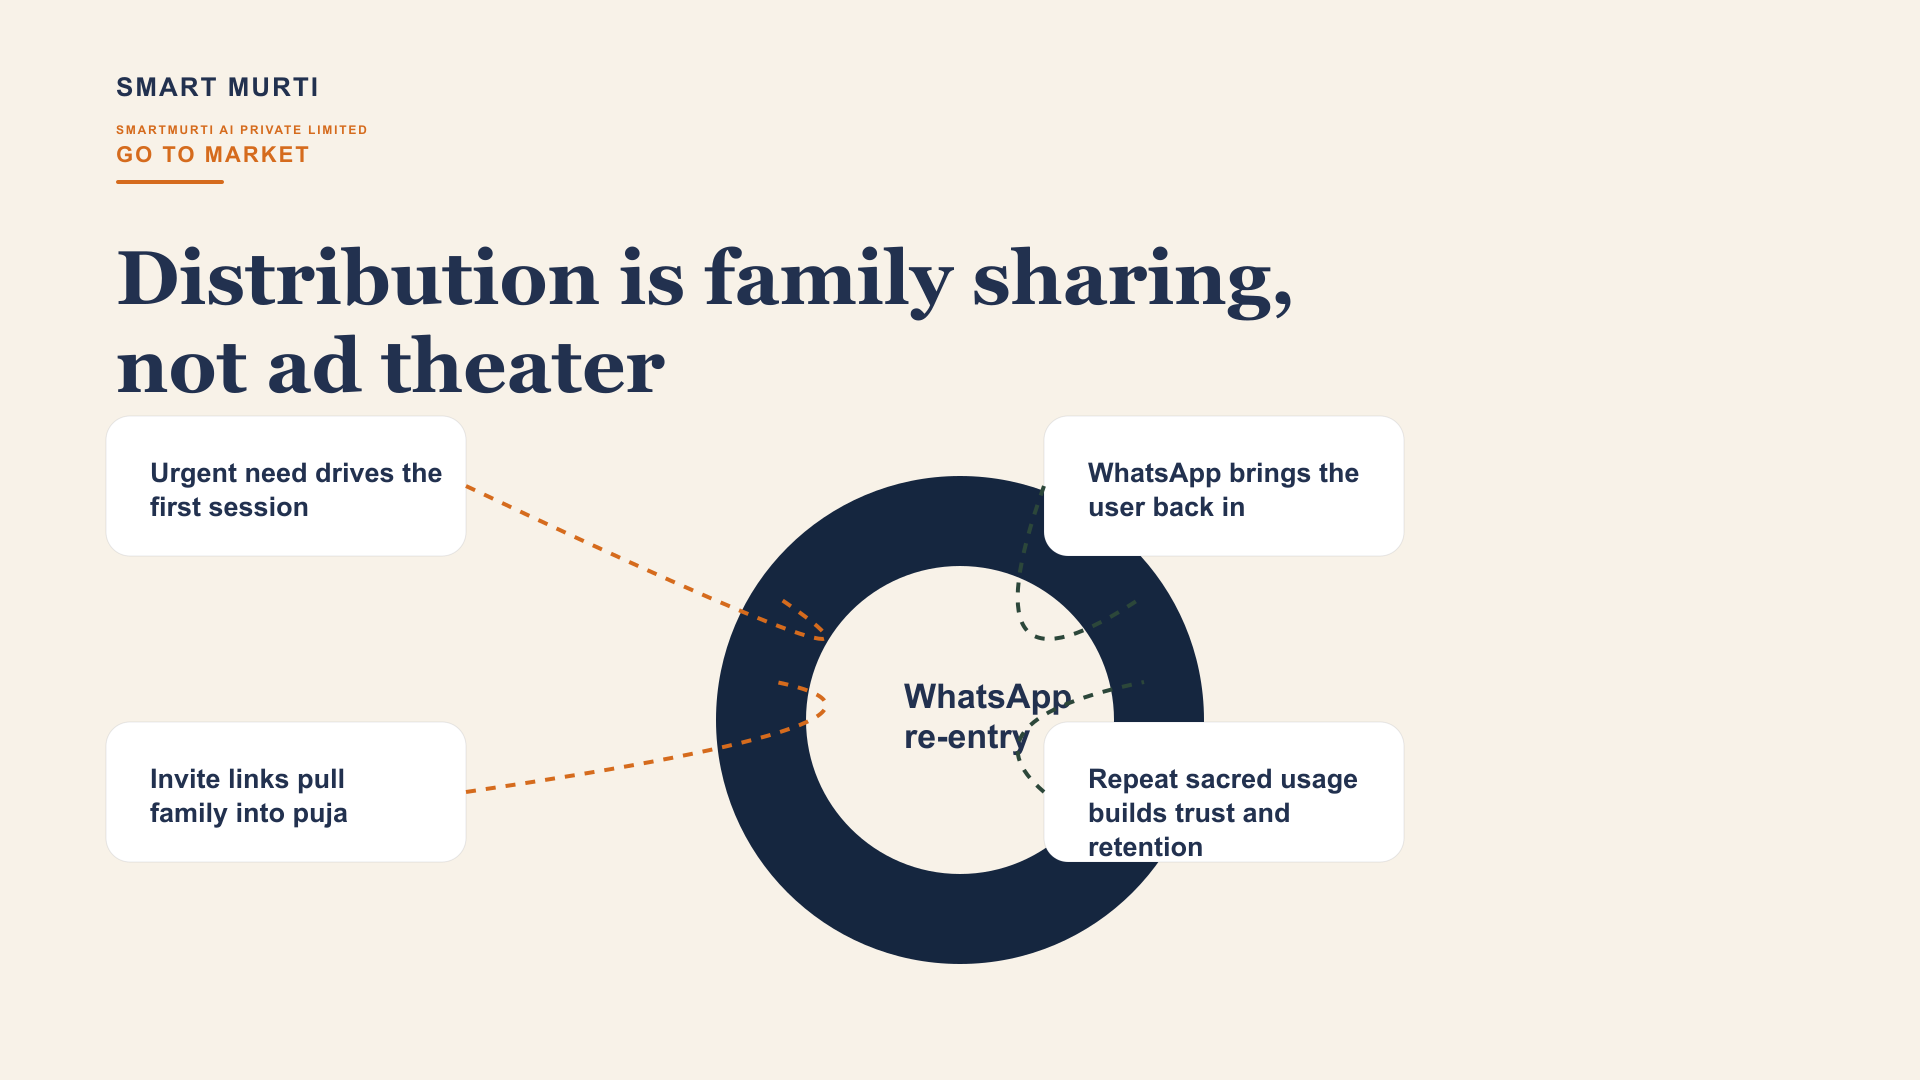 SMART MURTI
SMARTMURTI AI PRIVATE LIMITED
GO TO MARKET
Distribution is family sharing,
not ad theater
Urgent need drives the
first session
WhatsApp brings the
user back in
WhatsApp
re-entry
Invite links pull
family into puja
Repeat sacred usage
builds trust and
retention